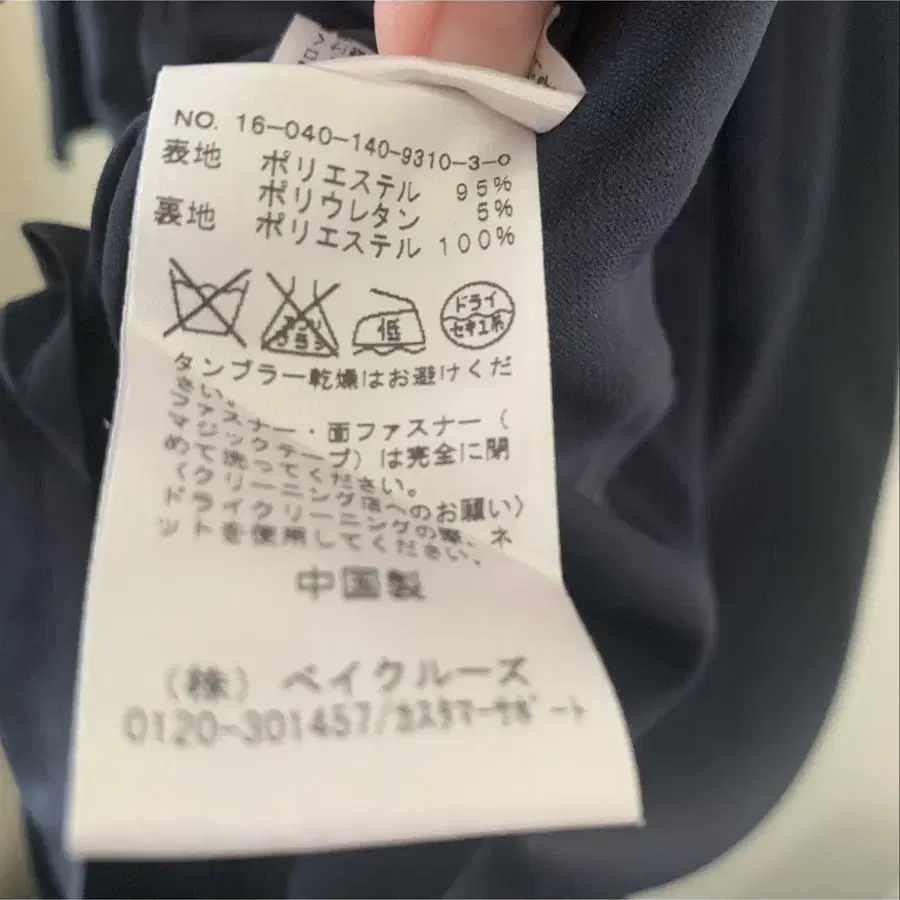 NO. 16-040-140-9310-3-0
表地 ポリエステル 95%
ポリウレタン 5%
裏地 ポリエステル 100%
エンソ
サラシ
低
ドライ
セキユ系
タンブラー乾燥はお避けくだ
さい。
ファスナー・面ファスナー（
マジックテープ）は完全に閉
めて洗ってください。
〈クリーニング店へのお願い〉
ドライクリーニングの際、ネ
ットを使用してください。
中国製
（株） ベイクルーズ
0120-301457/カスタマーサポート